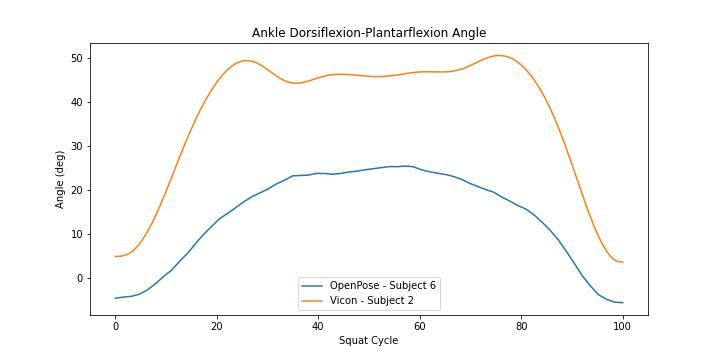 Ankle Dorsiflexion-Plantarflexion Angle
50
40
30
20
10
0
Angle (deg)
OpenPose - Subject 6
Vicon - Subject 2
0 20 40 60 80 100
Squat Cycle